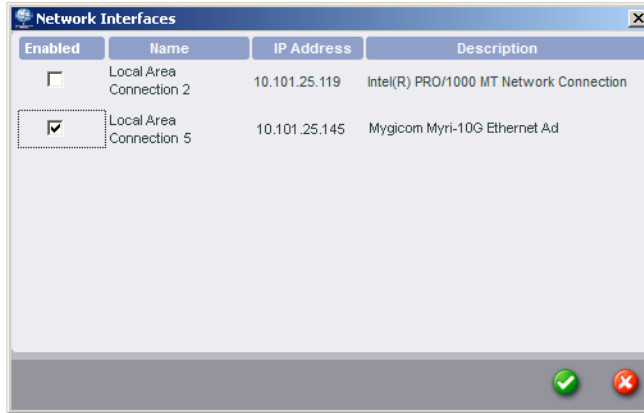 Network Interfaces
Enabled Name IP Address Description
Local Area
Connection 2 10.101.25.119 Intel(R) PRO/1000 MT Network Connection
Local Area
Connection 5 10.101.25.145 Mygicom Myri-10G Ethernet Ad